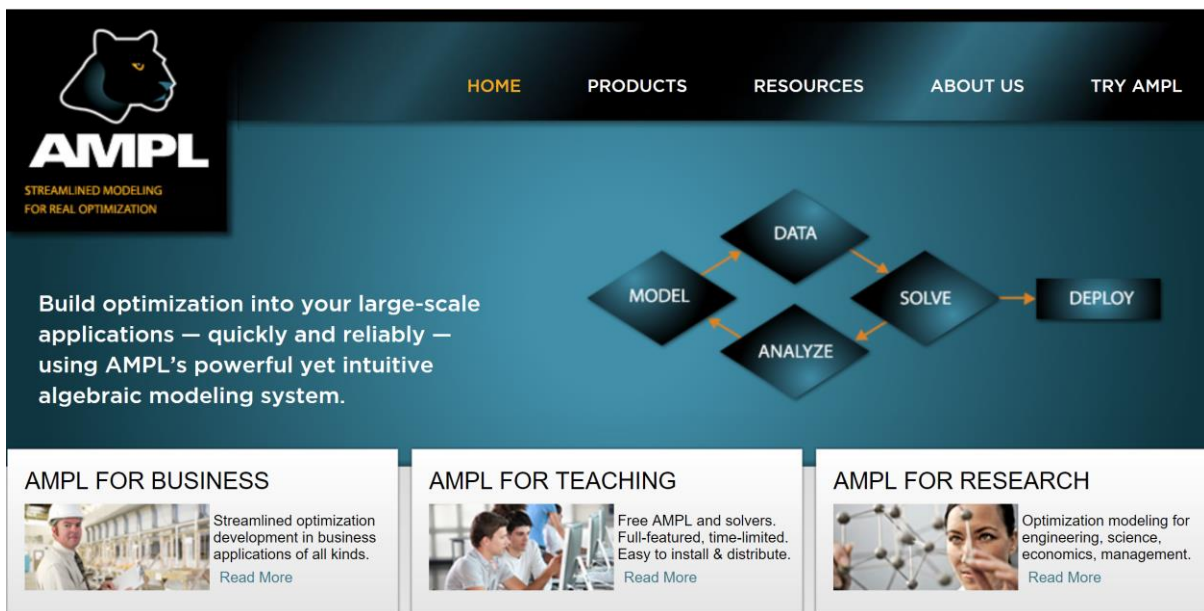 AMPL
STREAMLINED MODELING
FOR REAL OPTIMIZATION
HOME PRODUCTS RESOURCES ABOUT US TRY AMPL
Build optimization into your large-scale
applications — quickly and reliably —
using AMPL's powerful yet intuitive
algebraic modeling system.
DATA
MODEL
SOLVE
DEPLOY
ANALYZE
AMPL FOR BUSINESS
Streamlined optimization
development in business
applications of all kinds.
Read More
AMPL FOR TEACHING
Free AMPL and solvers.
Full-featured, time-limited.
Easy to install & distribute.
Read More
AMPL FOR RESEARCH
Optimization modeling for
engineering, science,
economics, management.
Read More